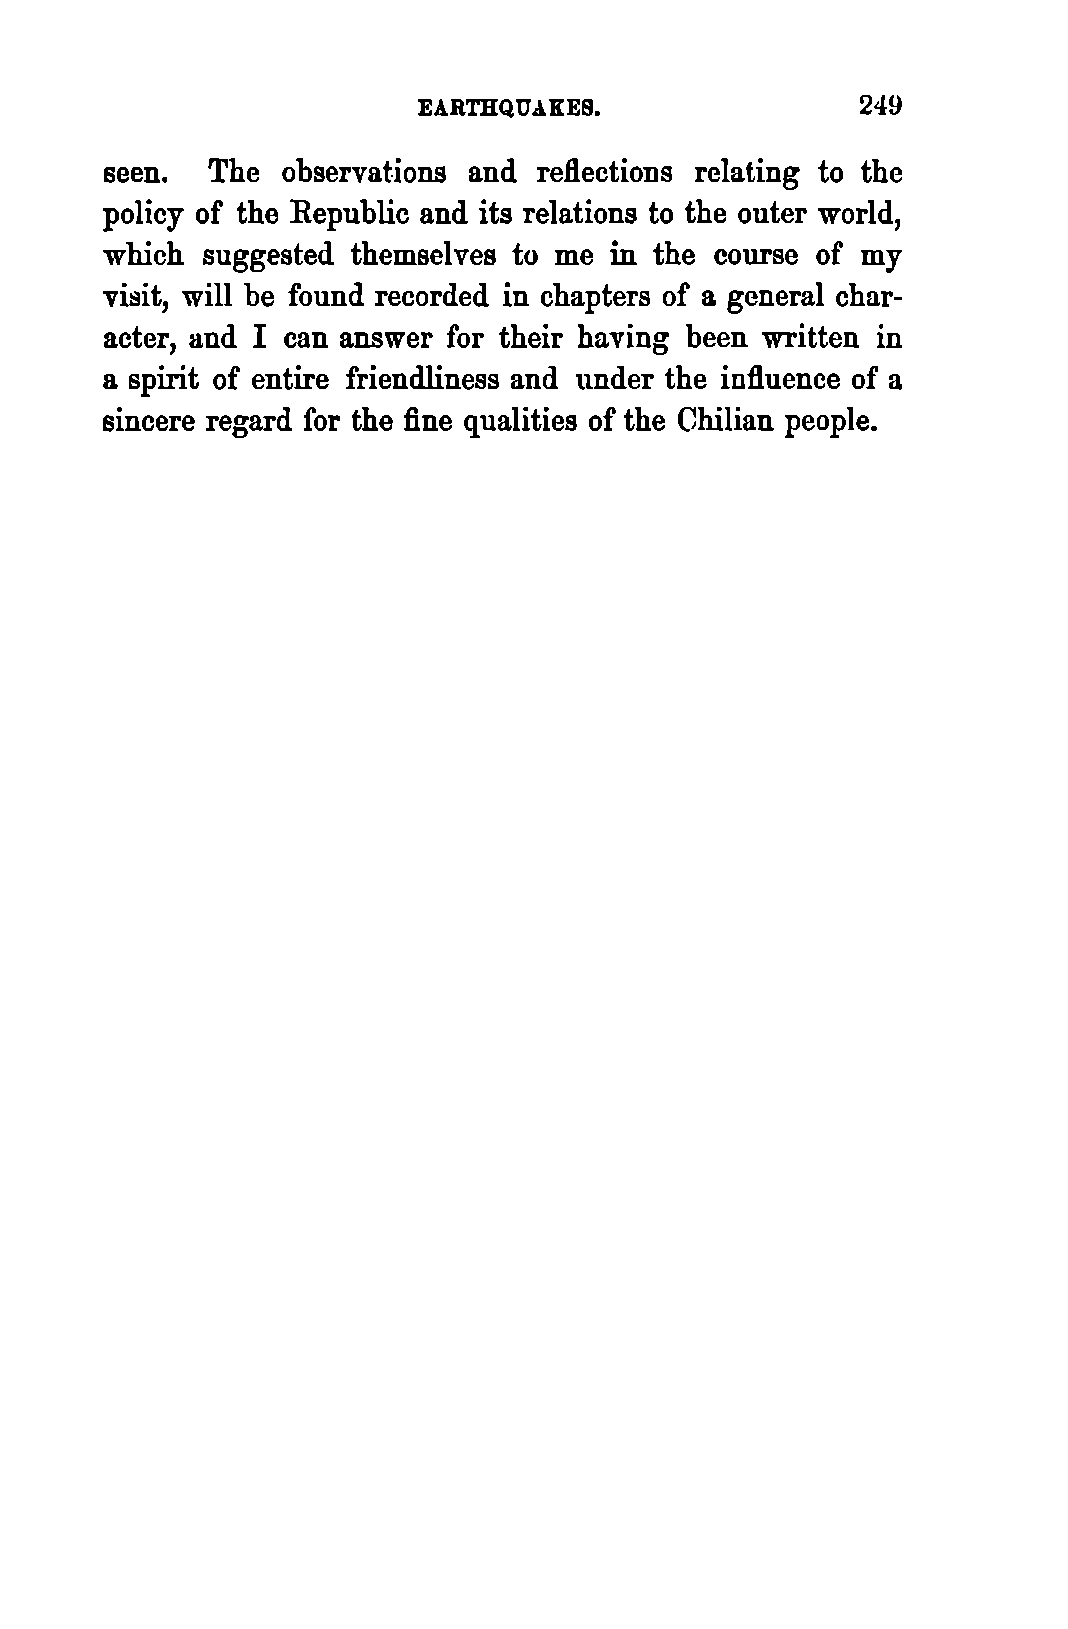 EARTHQUAKES. 249
seen. The observations and reflections relating to the
policy of the Republic and its relations to the outer world,
which suggested themselves to me in the course of my
visit, will be found recorded in chapters of a general char-
acter, and I can answer for their having been written in
a spirit of entire friendliness and under the influence of a
sincere regard for the fine qualities of the Chilian people.